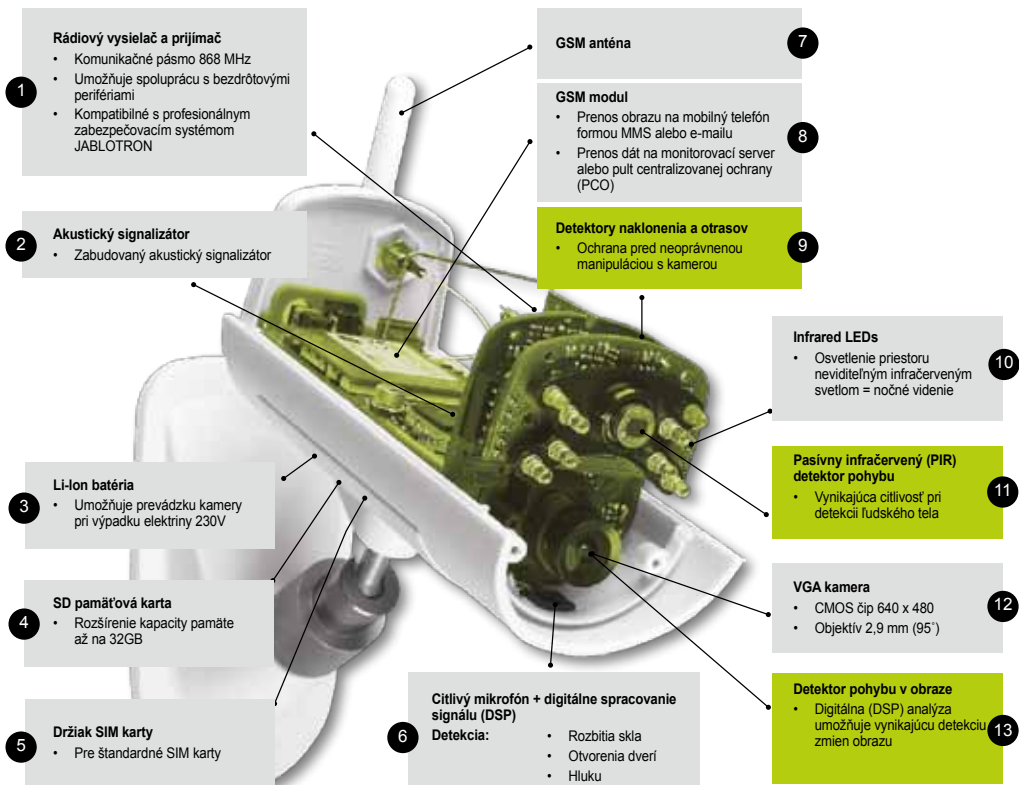 1
Rádiový vysielač a prijímač
• Komunikačné pásmo 868 MHz
• Umožňuje spoluprácu s bezdrôtovými
perifériami
• Kompatibilné s profesionálnym
zabezpečovacím systémom
JABLOTRON
2
Akustický signalizátor
• Zabudovaný akustický signalizátor
3
Li-Ion batéria
• Umožňuje prevádzku kamery
pri výpadku elektriny 230V
4
SD pamäťová karta
• Rozšírenie kapacity pamäte
až na 32GB
5
Držiak SIM karty
• Pre štandardné SIM karty
6
Citlivý mikrofón + digitálne spracovanie
signálu (DSP)
Detekcia: • Rozbitia skla
• Otvorenia dverí
• Hluku
7
GSM anténa
8
GSM modul
• Prenos obrazu na mobilný telefón
formou MMS alebo e-mailu
• Prenos dát na monitorovací server
alebo pult centralizovanej ochrany
(PCO)
9
Detektory naklonenia a otrasov
• Ochrana pred neoprávnenou
manipuláciou s kamerou
10
Infrared LEDs
• Osvetlenie priestoru
neviditeľným infračerveným
svetlom = nočné videnie
11
Pasívny infračervený (PIR)
detektor pohybu
• Vynikajúca citlivosť pri
detekcii ľudského tela
12
VGA kamera
• CMOS čip 640 x 480
• Objektív 2,9 mm (95˚)
13
Detektor pohybu v obraze
• Digitálna (DSP) analýza
umožňuje vynikajúcu detekciu
zmien obrazu